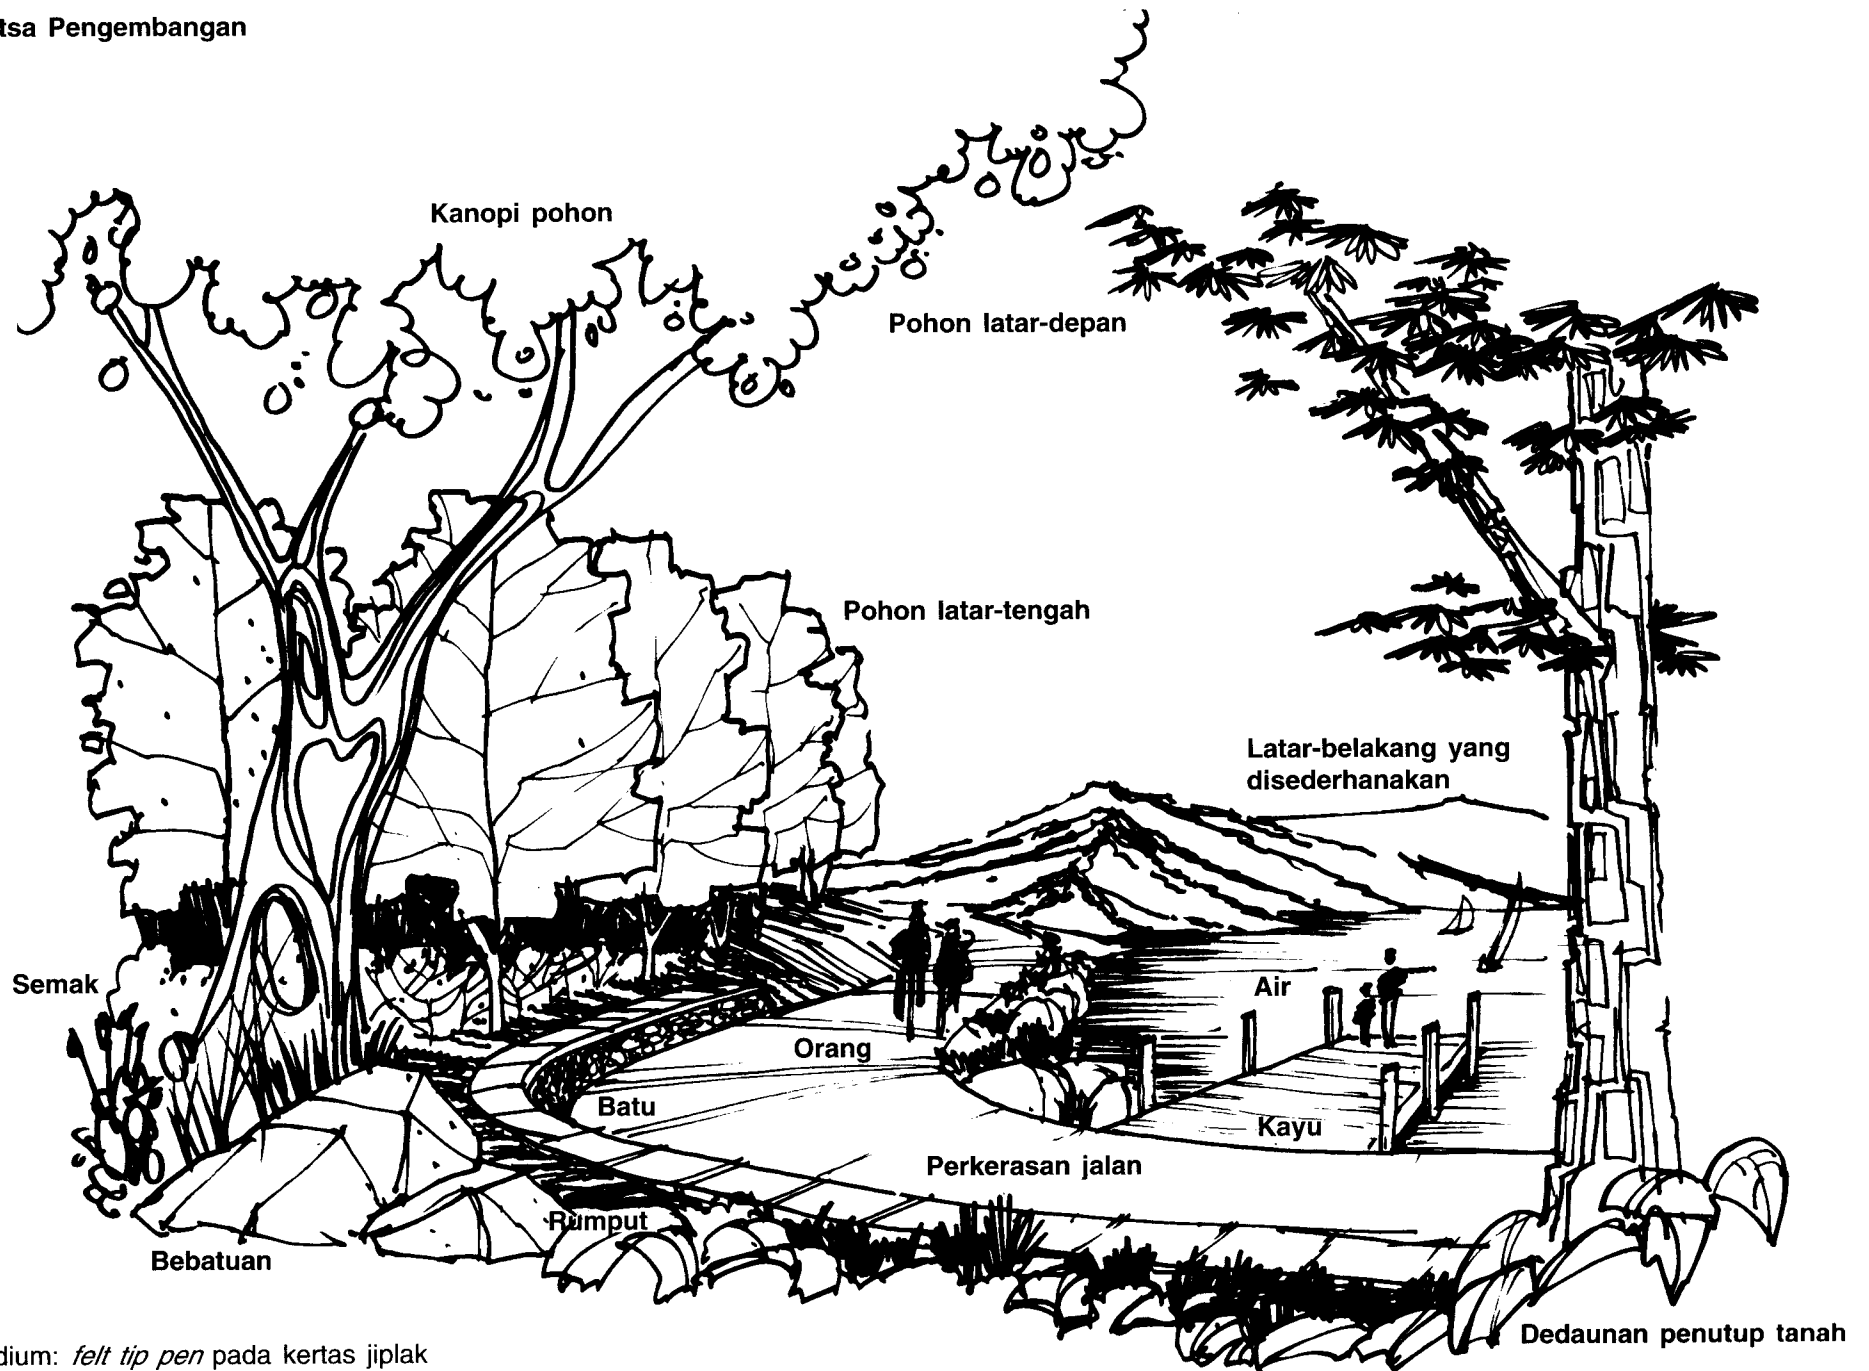 tsa Pengembangan
Kanopi pohon
Pohon latar-depan
Pohon latar-tengah
Latar-belakang yang
disederhanakan
Semak
Air
Orang
Batu
Kayu
Perkerasan jalan
Rumput
Bebatuan
Dedaunan penutup tanah
dium: felt tip pen pada kertas jiplak